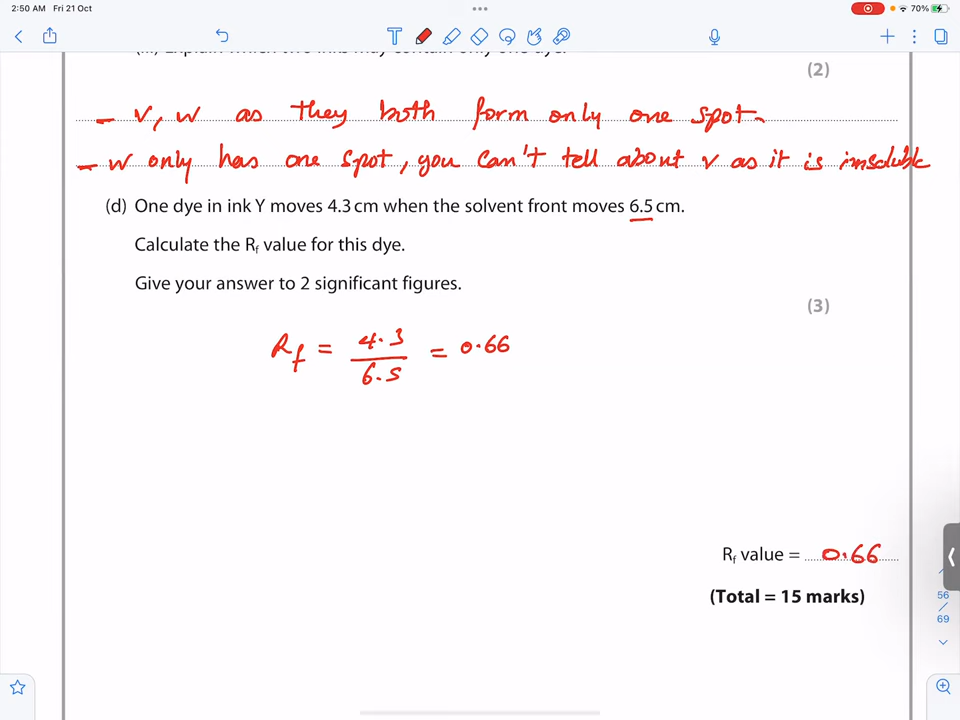 2:50 AM Fri 21 Oct
70%
(2)
- V, W as they both form only one spot.
- W only has one spot, you can't tell about V as it is insoluble
(d) One dye in ink Y moves 4.3 cm when the solvent front moves 6.5 cm.
Calculate the Rf value for this dye.
Give your answer to 2 significant figures.
(3)
Rf = 4.3 / 6.5 = 0.66
Rf value = 0.66
(Total = 15 marks)
56
/
69